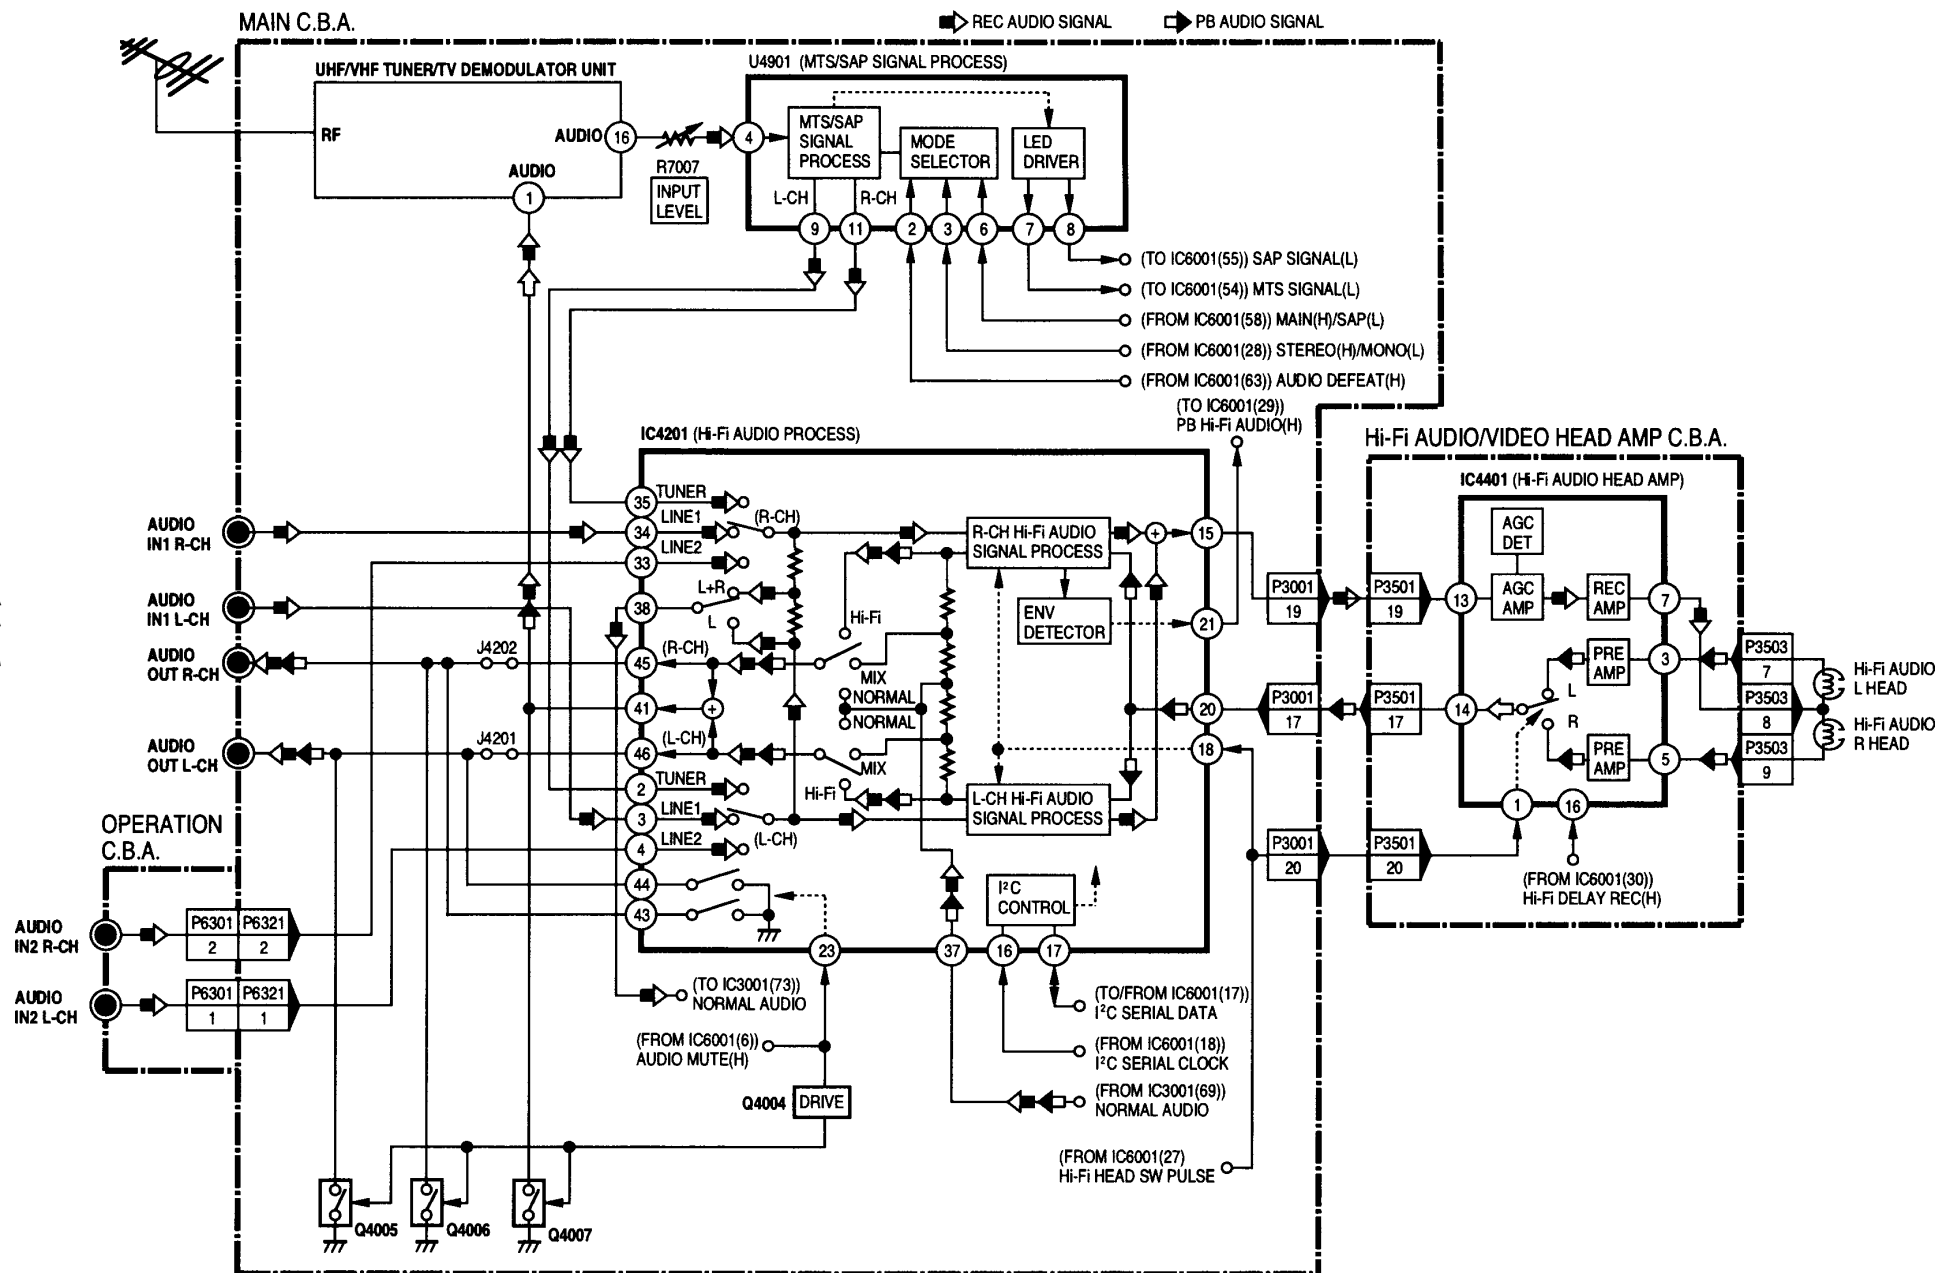 MAIN C.B.A.
REC AUDIO SIGNAL
PB AUDIO SIGNAL
UHF/VHF TUNER/TV DEMODULATOR UNIT
RF
AUDIO
16
AUDIO
1
R7007
INPUT
LEVEL
U4901 (MTS/SAP SIGNAL PROCESS)
4
MTS/SAP
SIGNAL
PROCESS
MODE
SELECTOR
LED
DRIVER
L-CH
R-CH
9
11
2
3
6
7
8
(TO IC6001(55)) SAP SIGNAL(L)
(TO IC6001(54)) MTS SIGNAL(L)
(FROM IC6001(58)) MAIN(H)/SAP(L)
(FROM IC6001(28)) STEREO(H)/MONO(L)
(FROM IC6001(63)) AUDIO DEFEAT(H)
(TO IC6001(29))
PB Hi-Fi AUDIO(H)
IC4201 (Hi-Fi AUDIO PROCESS)
35
TUNER
34
LINE1
(R-CH)
33
LINE2
38
L+R
L
45
(R-CH)
41
+
46
(L-CH)
2
TUNER
3
LINE1
4
LINE2
(L-CH)
44
43
Hi-Fi
MIX
NORMAL
NORMAL
MIX
Hi-Fi
R-CH Hi-Fi AUDIO
SIGNAL PROCESS
+
15
ENV
DETECTOR
21
20
18
L-CH Hi-Fi AUDIO
SIGNAL PROCESS
I²C
CONTROL
23
37
16
17
AUDIO
IN1 R-CH
AUDIO
IN1 L-CH
AUDIO
OUT R-CH
AUDIO
OUT L-CH
J4202
J4201
OPERATION
C.B.A.
AUDIO
IN2 R-CH
P6301
2
P6321
2
AUDIO
IN2 L-CH
P6301
1
P6321
1
(TO IC3001(73))
NORMAL AUDIO
(FROM IC6001(6))
AUDIO MUTE(H)
Q4004
DRIVE
(TO/FROM IC6001(17))
I²C SERIAL DATA
(FROM IC6001(18))
I²C SERIAL CLOCK
(FROM IC3001(69))
NORMAL AUDIO
(FROM IC6001(27)
Hi-Fi HEAD SW PULSE
Q4005
Q4006
Q4007
P3001
19
P3501
19
P3001
17
P3501
17
P3001
20
P3501
20
Hi-Fi AUDIO/VIDEO HEAD AMP C.B.A.
IC4401 (Hi-Fi AUDIO HEAD AMP)
AGC
DET
13
AGC
AMP
REC
AMP
7
PRE
AMP
3
14
L
R
PRE
AMP
5
1
16
(FROM IC6001(30))
Hi-Fi DELAY REC(H)
P3503
7
P3503
8
P3503
9
Hi-Fi AUDIO
L HEAD
Hi-Fi AUDIO
R HEAD